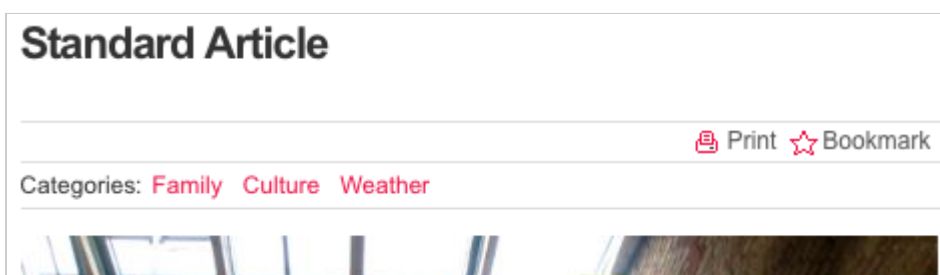 Standard Article
Print Bookmark
Categories: Family Culture Weather